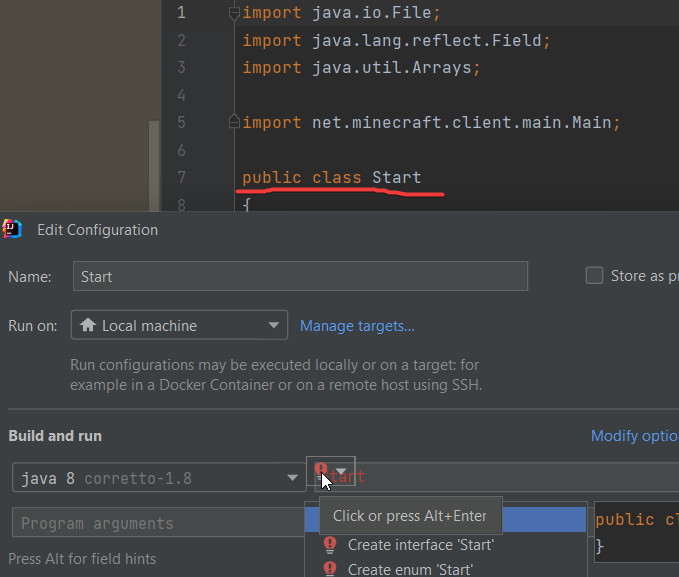 1 import java.io.File;
2 import java.lang.reflect.Field;
3 import java.util.Arrays;
4
5 import net.minecraft.client.main.Main;
6
7 public class Start
8 {
Edit Configuration
Name: Start
Store as p
Run on: Local machine
Manage targets...
Run configurations may be executed locally or on a target: for
example in a Docker Container or on a remote host using SSH.
Build and run
Modify optio
java 8 corretto-1.8
tart
Program arguments
Click or press Alt+Enter
public cl
}
Create interface 'Start'
Press Alt for field hints
Create enum 'Start'